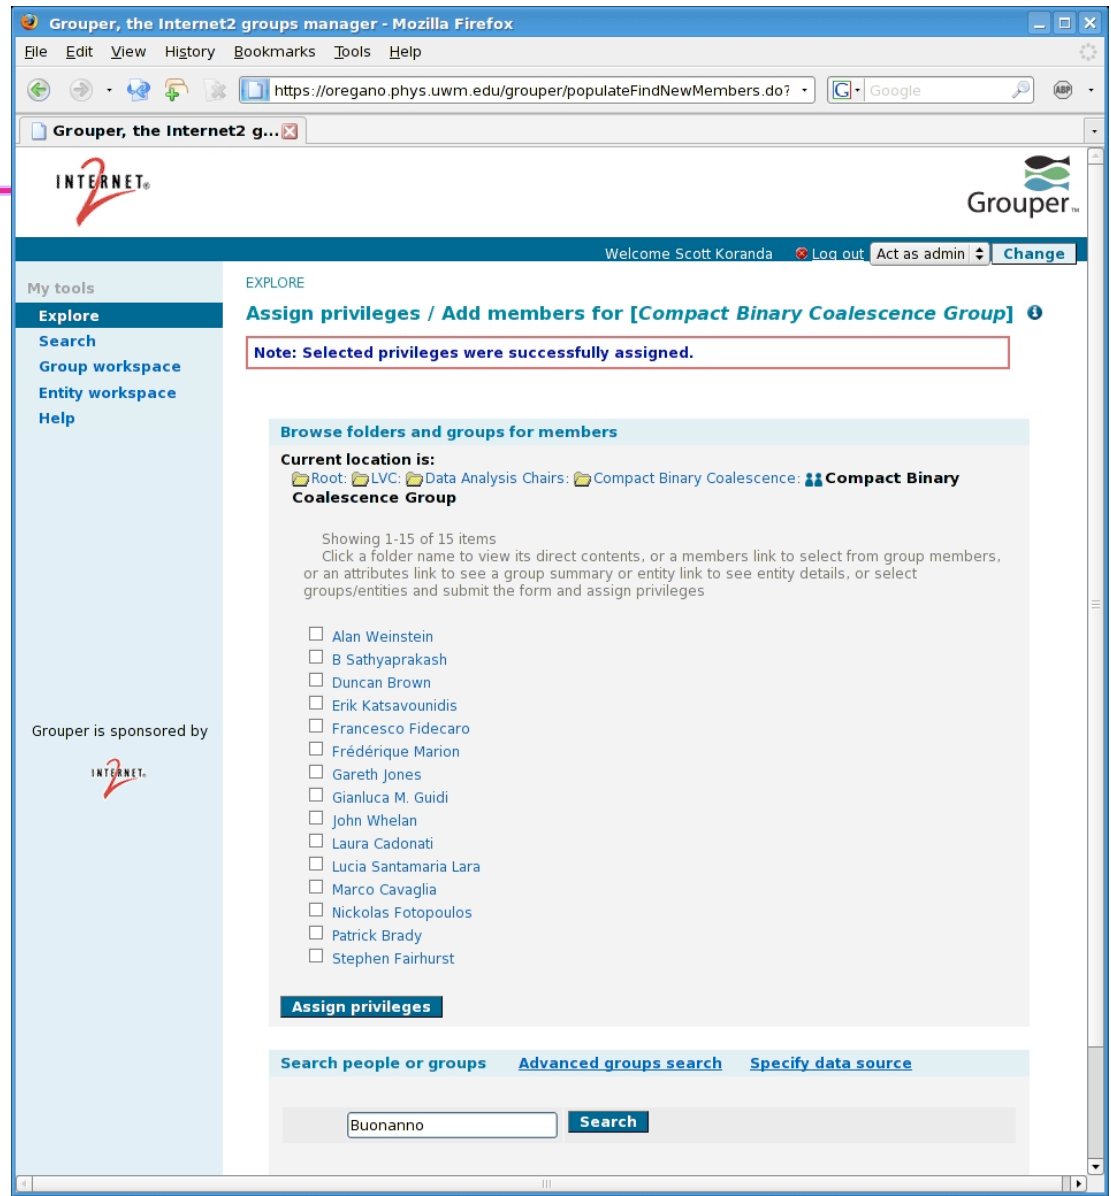 Grouper, the Internet2 groups manager - Mozilla Firefox
File Edit View History Bookmarks Tools Help
https://oregano.phys.uwm.edu/grouper/populateFindNewMembers.do? G Google ABP
Grouper, the Internet2 g...
INTERNET® 2
Grouper™
Welcome Scott Koranda Log out Act as admin Change
My tools
Explore
Search
Group workspace
Entity workspace
Help
Grouper is sponsored by
INTERNET® 2
EXPLORE
Assign privileges / Add members for [Compact Binary Coalescence Group] i
Note: Selected privileges were successfully assigned.
Browse folders and groups for members
Current location is:
Root: LVC: Data Analysis Chairs: Compact Binary Coalescence: Compact Binary
Coalescence Group
Showing 1-15 of 15 items
Click a folder name to view its direct contents, or a members link to select from group members,
or an attributes link to see a group summary or entity link to see entity details, or select
groups/entities and submit the form and assign privileges
Alan Weinstein
B Sathyaprakash
Duncan Brown
Erik Katsavounidis
Francesco Fidecaro
Frédérique Marion
Gareth Jones
Gianluca M. Guidi
John Whelan
Laura Cadonati
Lucia Santamaria Lara
Marco Cavaglia
Nickolas Fotopoulos
Patrick Brady
Stephen Fairhurst
Assign privileges
Search people or groups Advanced groups search Specify data source
Buonanno Search